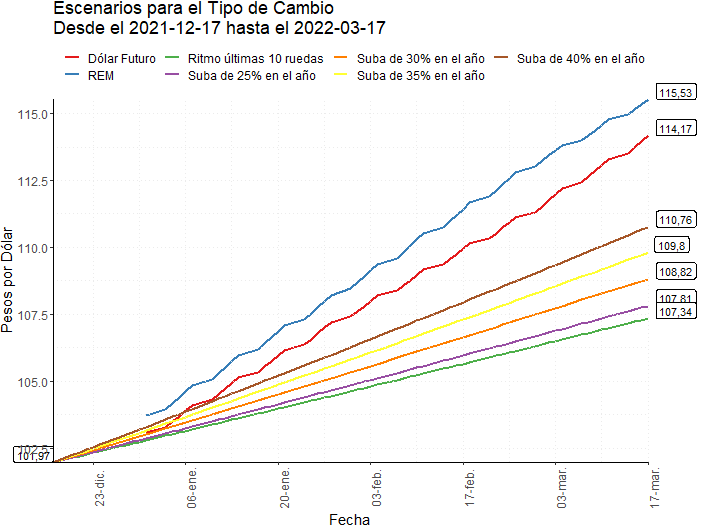 Escenarios para el Tipo de Cambio
Desde el 2021-12-17 hasta el 2022-03-17
Dólar Futuro
Ritmo últimas 10 ruedas
Suba de 30% en el año
Suba de 40% en el año
REM
Suba de 25% en el año
Suba de 35% en el año
115,53
115.0
114,17
112.5
110,76
110.0
109,8
108,82
107,81
107.5
107,34
105.0
102.5
101,97
Pesos por Dólar
23-dic.
06-ene.
20-ene.
03-feb.
17-feb.
03-mar.
17-mar.
Fecha